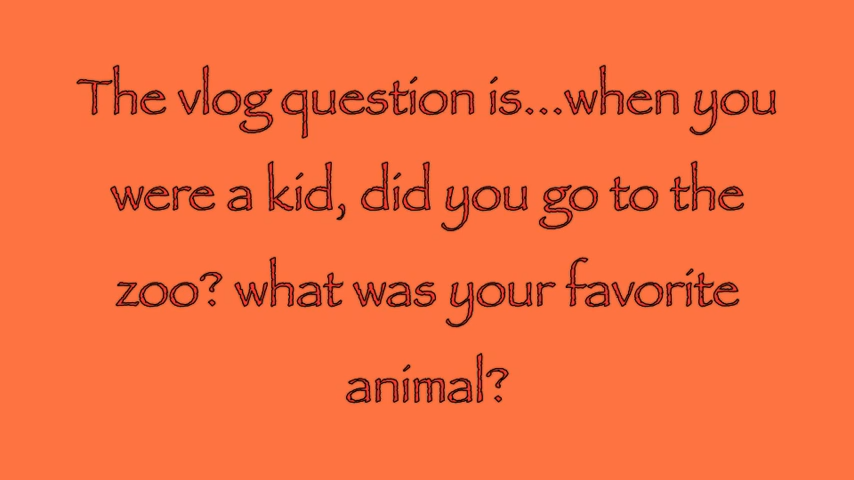 The vlog question is...when you
were a kid, did you go to the
zoo? what was your favorite
animal?